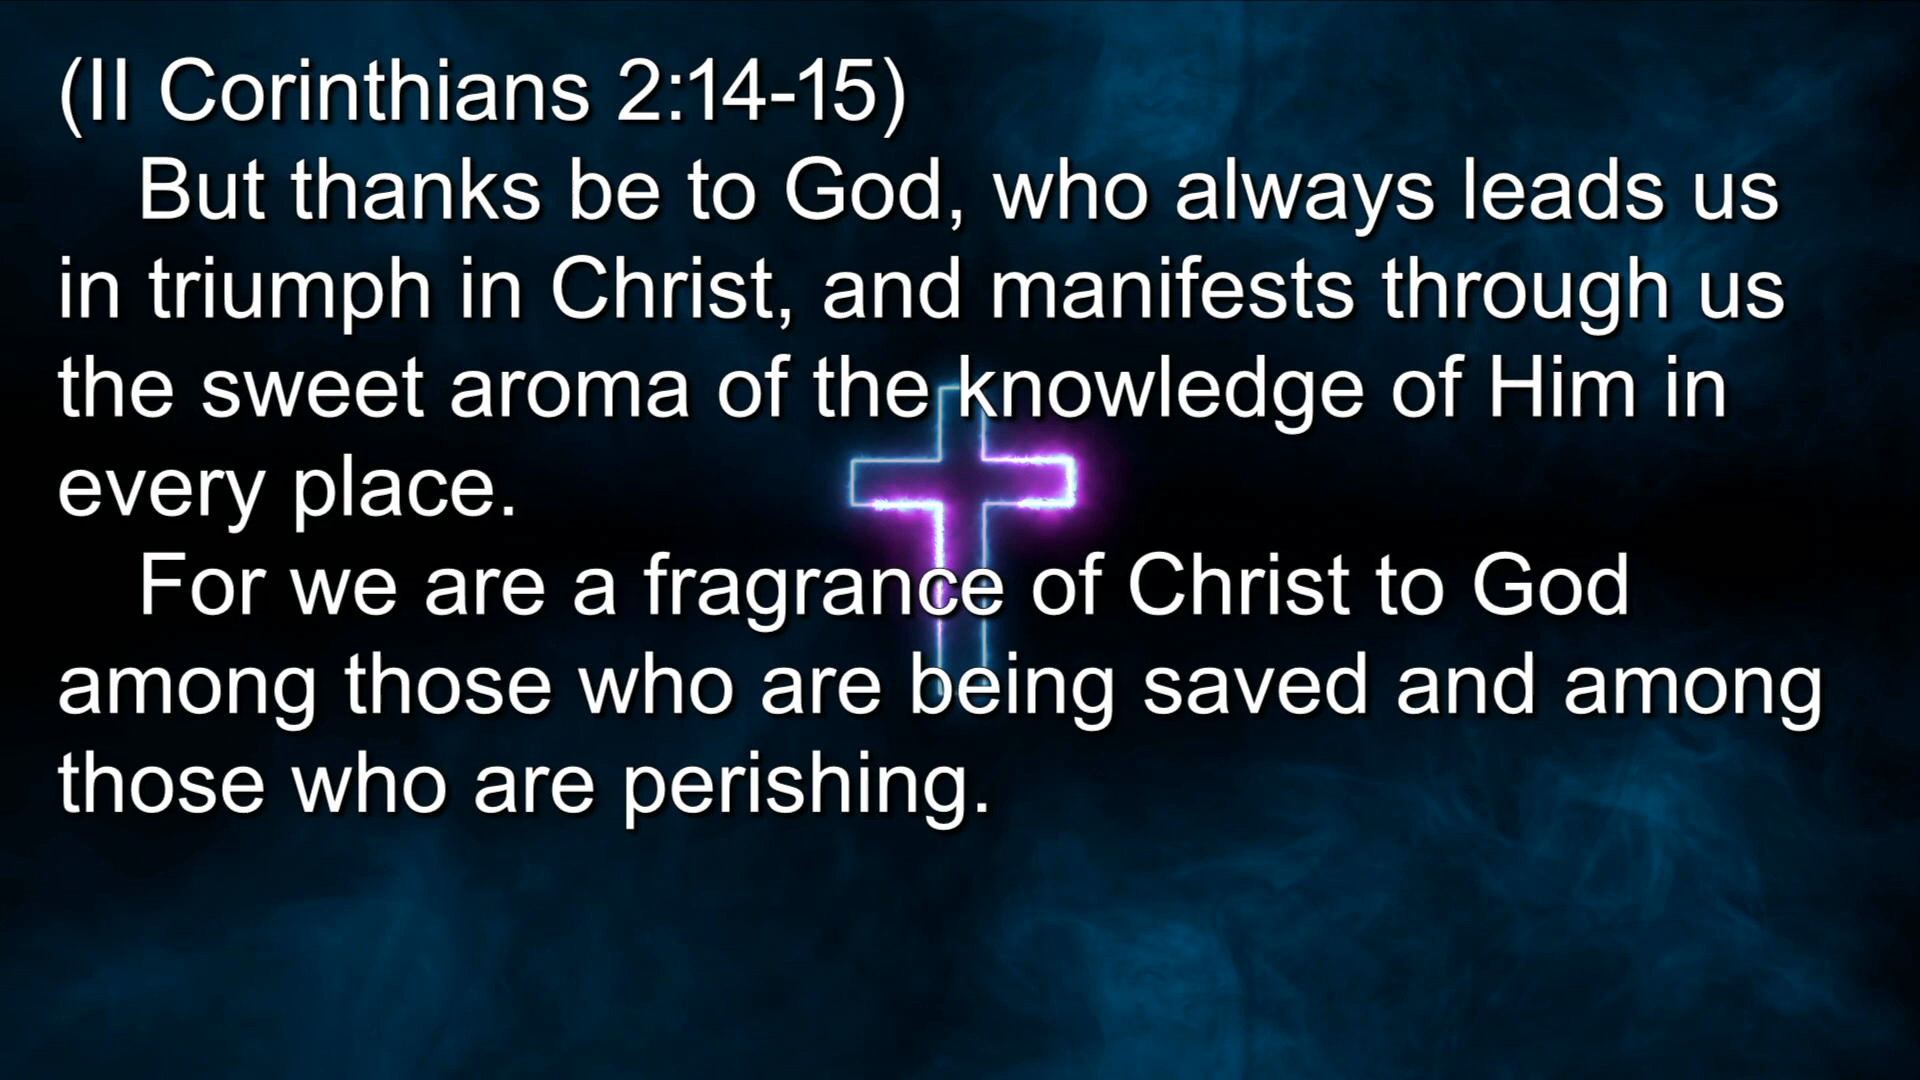 (II Corinthians 2:14-15)
But thanks be to God, who always leads us
in triumph in Christ, and manifests through us
the sweet aroma of the knowledge of Him in
every place.
For we are a fragrance of Christ to God
among those who are being saved and among
those who are perishing.